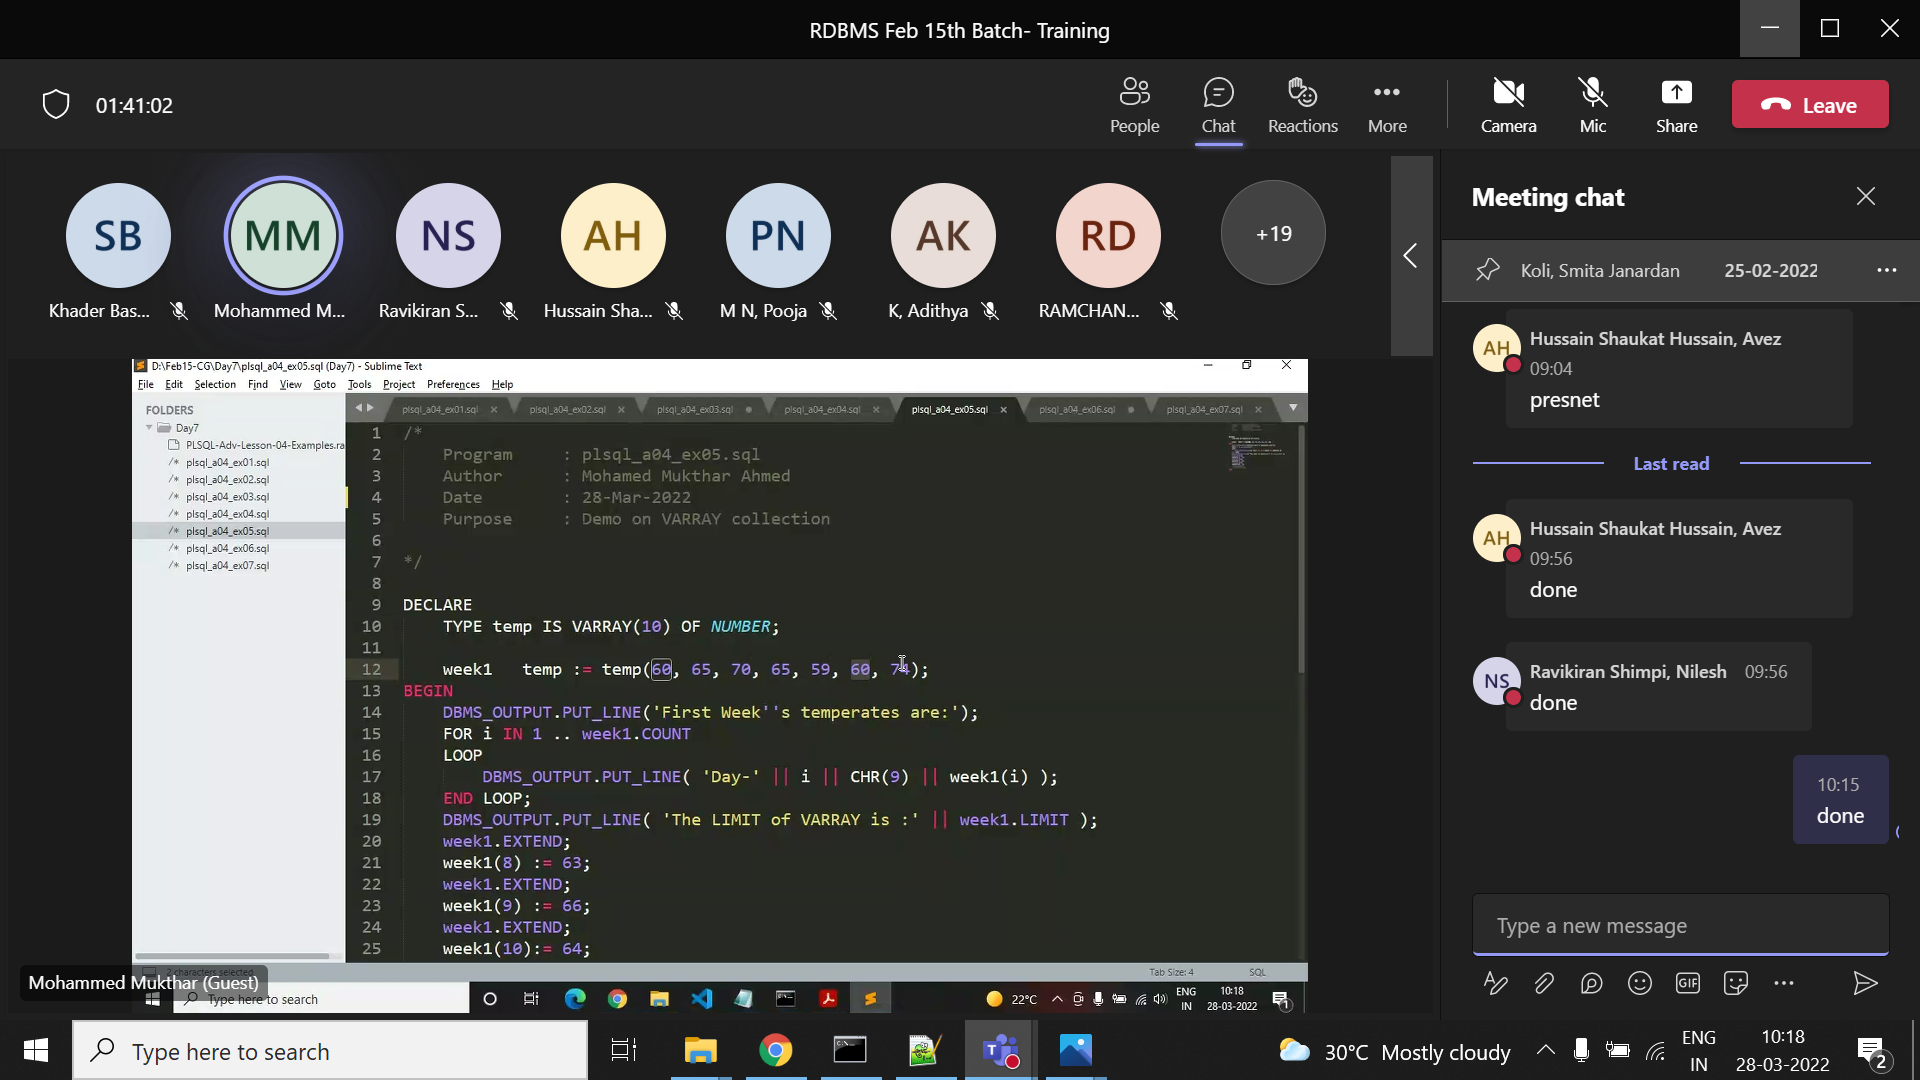 RDBMS Feb 15th Batch- Training
01:41:02
People
Chat
Reactions
More
Camera
Mic
Share
Leave
SB
MM
NS
AH
PN
AK
RD
+19
Khader Bas...
Mohammed M...
Ravikiran S...
Hussain Sha...
M N, Pooja
K, Adithya
RAMCHAN...
Meeting chat
Koli, Smita Janardan 25-02-2022
AH
Hussain Shaukat Hussain, Avez
09:04
presnet
Last read
AH
Hussain Shaukat Hussain, Avez
09:56
done
NS
Ravikiran Shimpi, Nilesh 09:56
done
10:15
done
Type a new message
GIF
D:\Feb15-CG\Day7\plsql_a04_ex05.sql (Day7) - Sublime Text
File Edit Selection Find View Goto Tools Project Preferences Help
FOLDERS
Day7
PLSQL-Adv-Lesson-04-Examples.ra
/* plsql_a04_ex01.sql
/* plsql_a04_ex02.sql
/* plsql_a04_ex03.sql
/* plsql_a04_ex04.sql
/* plsql_a04_ex05.sql
/* plsql_a04_ex06.sql
/* plsql_a04_ex07.sql
plsql_a04_ex01.sql
plsql_a04_ex02.sql
plsql_a04_ex03.sql
plsql_a04_ex04.sql
plsql_a04_ex05.sql
plsql_a04_ex06.sql
plsql_a04_ex07.sql
1 /*
2 Program : plsql_a04_ex05.sql
3 Author : Mohamed Mukthar Ahmed
4 Date : 28-Mar-2022
5 Purpose : Demo on VARRAY collection
6
7 */
8
9 DECLARE
10 TYPE temp IS VARRAY(10) OF NUMBER;
11
12 week1 temp := temp(60, 65, 70, 65, 59, 60, 74);
13 BEGIN
14 DBMS_OUTPUT.PUT_LINE('First Week''s temperates are:');
15 FOR i IN 1 .. week1.COUNT
16 LOOP
17 DBMS_OUTPUT.PUT_LINE( 'Day-' || i || CHR(9) || week1(i) );
18 END LOOP;
19 DBMS_OUTPUT.PUT_LINE( 'The LIMIT of VARRAY is :' || week1.LIMIT );
20 week1.EXTEND;
21 week1(8) := 63;
22 week1.EXTEND;
23 week1(9) := 66;
24 week1.EXTEND;
25 week1(10):= 64;
2 characters selected
Tab Size: 4
SQL
Mohammed Mukthar (Guest)
Type here to search
22°C
ENG
IN
10:18
28-03-2022
1
Type here to search
30°C Mostly cloudy
ENG
IN
10:18
28-03-2022
2